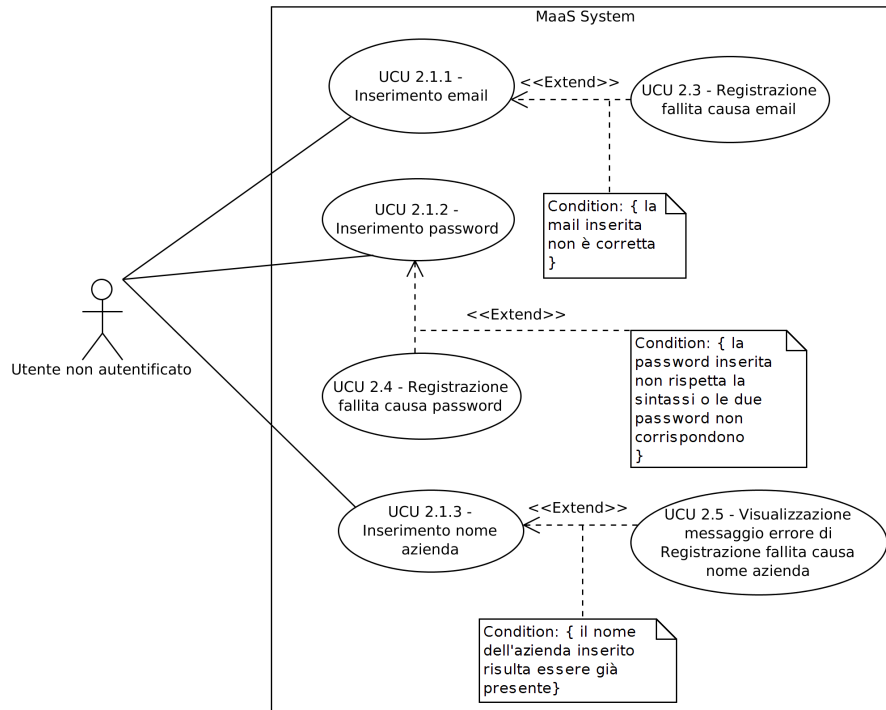 MaaS System
UCU 2.1.1 -
Inserimento email
<<Extend>>
UCU 2.3 - Registrazione
fallita causa email
Condition: { la
mail inserita
non è corretta
}
UCU 2.1.2 -
Inserimento password
<<Extend>>
Condition: { la
password inserita
non rispetta la
sintassi o le due
password non
corrispondono
}
Utente non autentificato
UCU 2.4 - Registrazione
fallita causa password
UCU 2.1.3 -
Inserimento nome
azienda
<<Extend>>
UCU 2.5 - Visualizzazione
messaggio errore di
Registrazione fallita causa
nome azienda
Condition: { il nome
dell'azienda inserito
risulta essere già
presente}